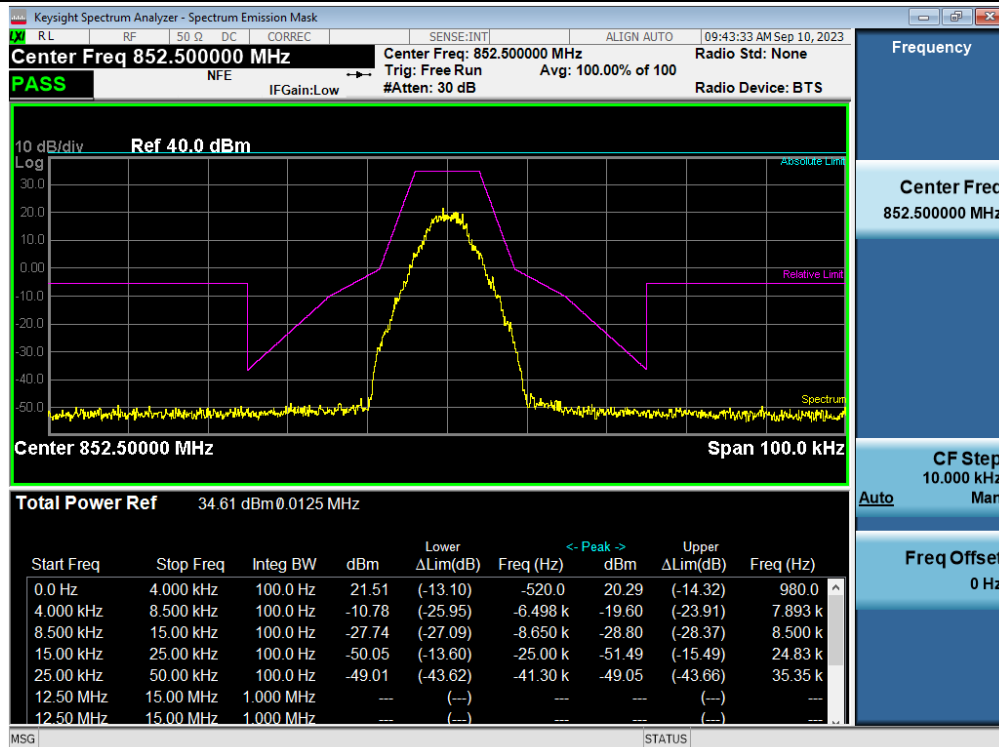 Keysight Spectrum Analyzer - Spectrum Emission Mask
LXI RL RF 50 Ω DC CORREC SENSE:INT ALIGN AUTO 09:43:33 AM Sep 10, 2023
Center Freq 852.500000 MHz Center Freq: 852.500000 MHz Radio Std: None
NFE Trig: Free Run Avg: 100.00% of 100
PASS IFGain:Low #Atten: 30 dB Radio Device: BTS
10 dB/div Ref 40.0 dBm
Log Absolute Limit
30.0
20.0
10.0
0.00 Relative Limit
-10.0
-20.0
-30.0
-40.0
-50.0 Spectrum
Center 852.50000 MHz Span 100.0 kHz
Total Power Ref 34.61 dBm/0.0125 MHz
Lower <- Peak -> Upper
Start Freq Stop Freq Integ BW dBm ΔLim(dB) Freq (Hz) dBm ΔLim(dB) Freq (Hz)
0.0 Hz 4.000 kHz 100.0 Hz 21.51 (-13.10) -520.0 20.29 (-14.32) 980.0
4.000 kHz 8.500 kHz 100.0 Hz -10.78 (-25.95) -6.498 k -19.60 (-23.91) 7.893 k
8.500 kHz 15.00 kHz 100.0 Hz -27.74 (-27.09) -8.650 k -28.80 (-28.37) 8.500 k
15.00 kHz 25.00 kHz 100.0 Hz -50.05 (-13.60) -25.00 k -51.49 (-15.49) 24.83 k
25.00 kHz 50.00 kHz 100.0 Hz -49.01 (-43.62) -41.30 k -49.05 (-43.66) 35.35 k
12.50 MHz 15.00 MHz 1.000 MHz --- (---) --- --- (---) ---
12.50 MHz 15.00 MHz 1.000 MHz --- (---) --- --- (---) ---
MSG STATUS
Frequency
Center Freq
852.500000 MHz
CF Step
10.000 kHz
Auto Man
Freq Offset
0 Hz